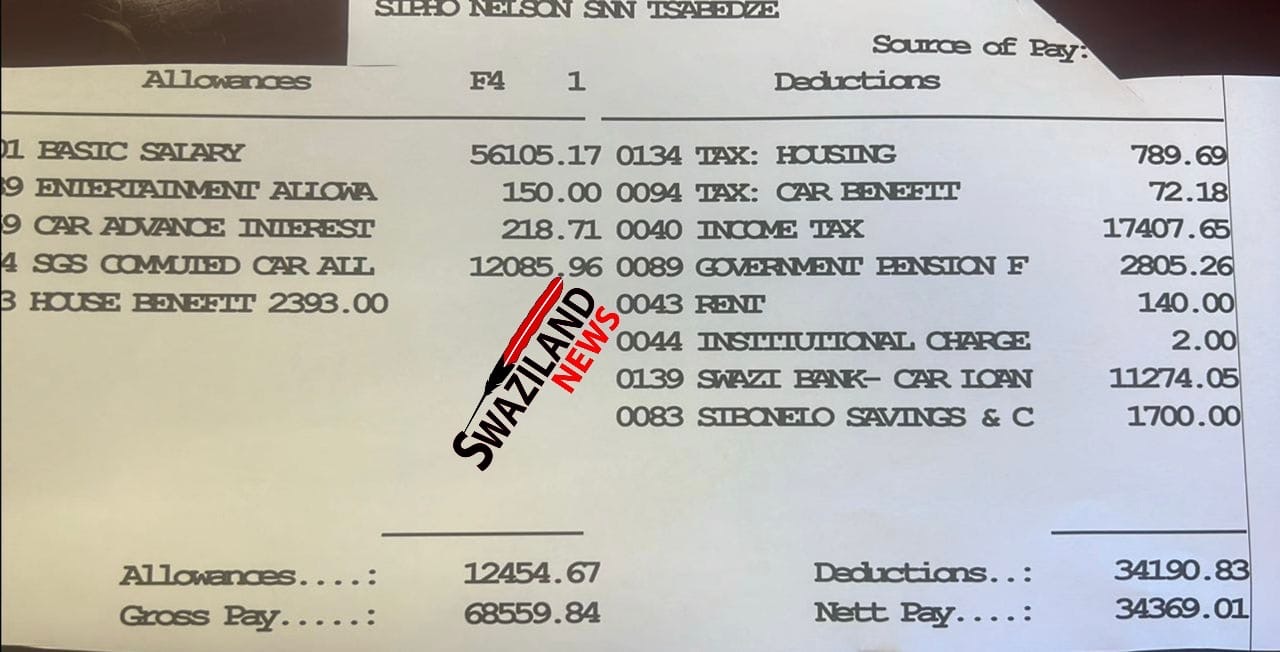 SIPHO NELSON SNN TSABEDZE
Source of Pay:
Allowances F4 1 Deductions
01 BASIC SALARY 56105.17 0134 TAX: HOUSING 789.69
9 ENTERTAINMENT ALLOWA 150.00 0094 TAX: CAR BENEFIT 72.18
9 CAR ADVANCE INTEREST 218.71 0040 INCOME TAX 17407.65
4 SGS COMMUTED CAR ALL 12085.96 0089 GOVERNMENT PENSION F 2805.26
3 HOUSE BENEFIT 2393.00 0043 RENT 140.00
0044 INSTITUTIONAL CHARGE 2.00
0139 SWAZI BANK- CAR LOAN 11274.05
0083 SIBONELO SAVINGS & C 1700.00
SWAZILAND
NEWS
Allowances....: 12454.67 Deductions..: 34190.83
Gross Pay.....: 68559.84 Nett Pay....: 34369.01